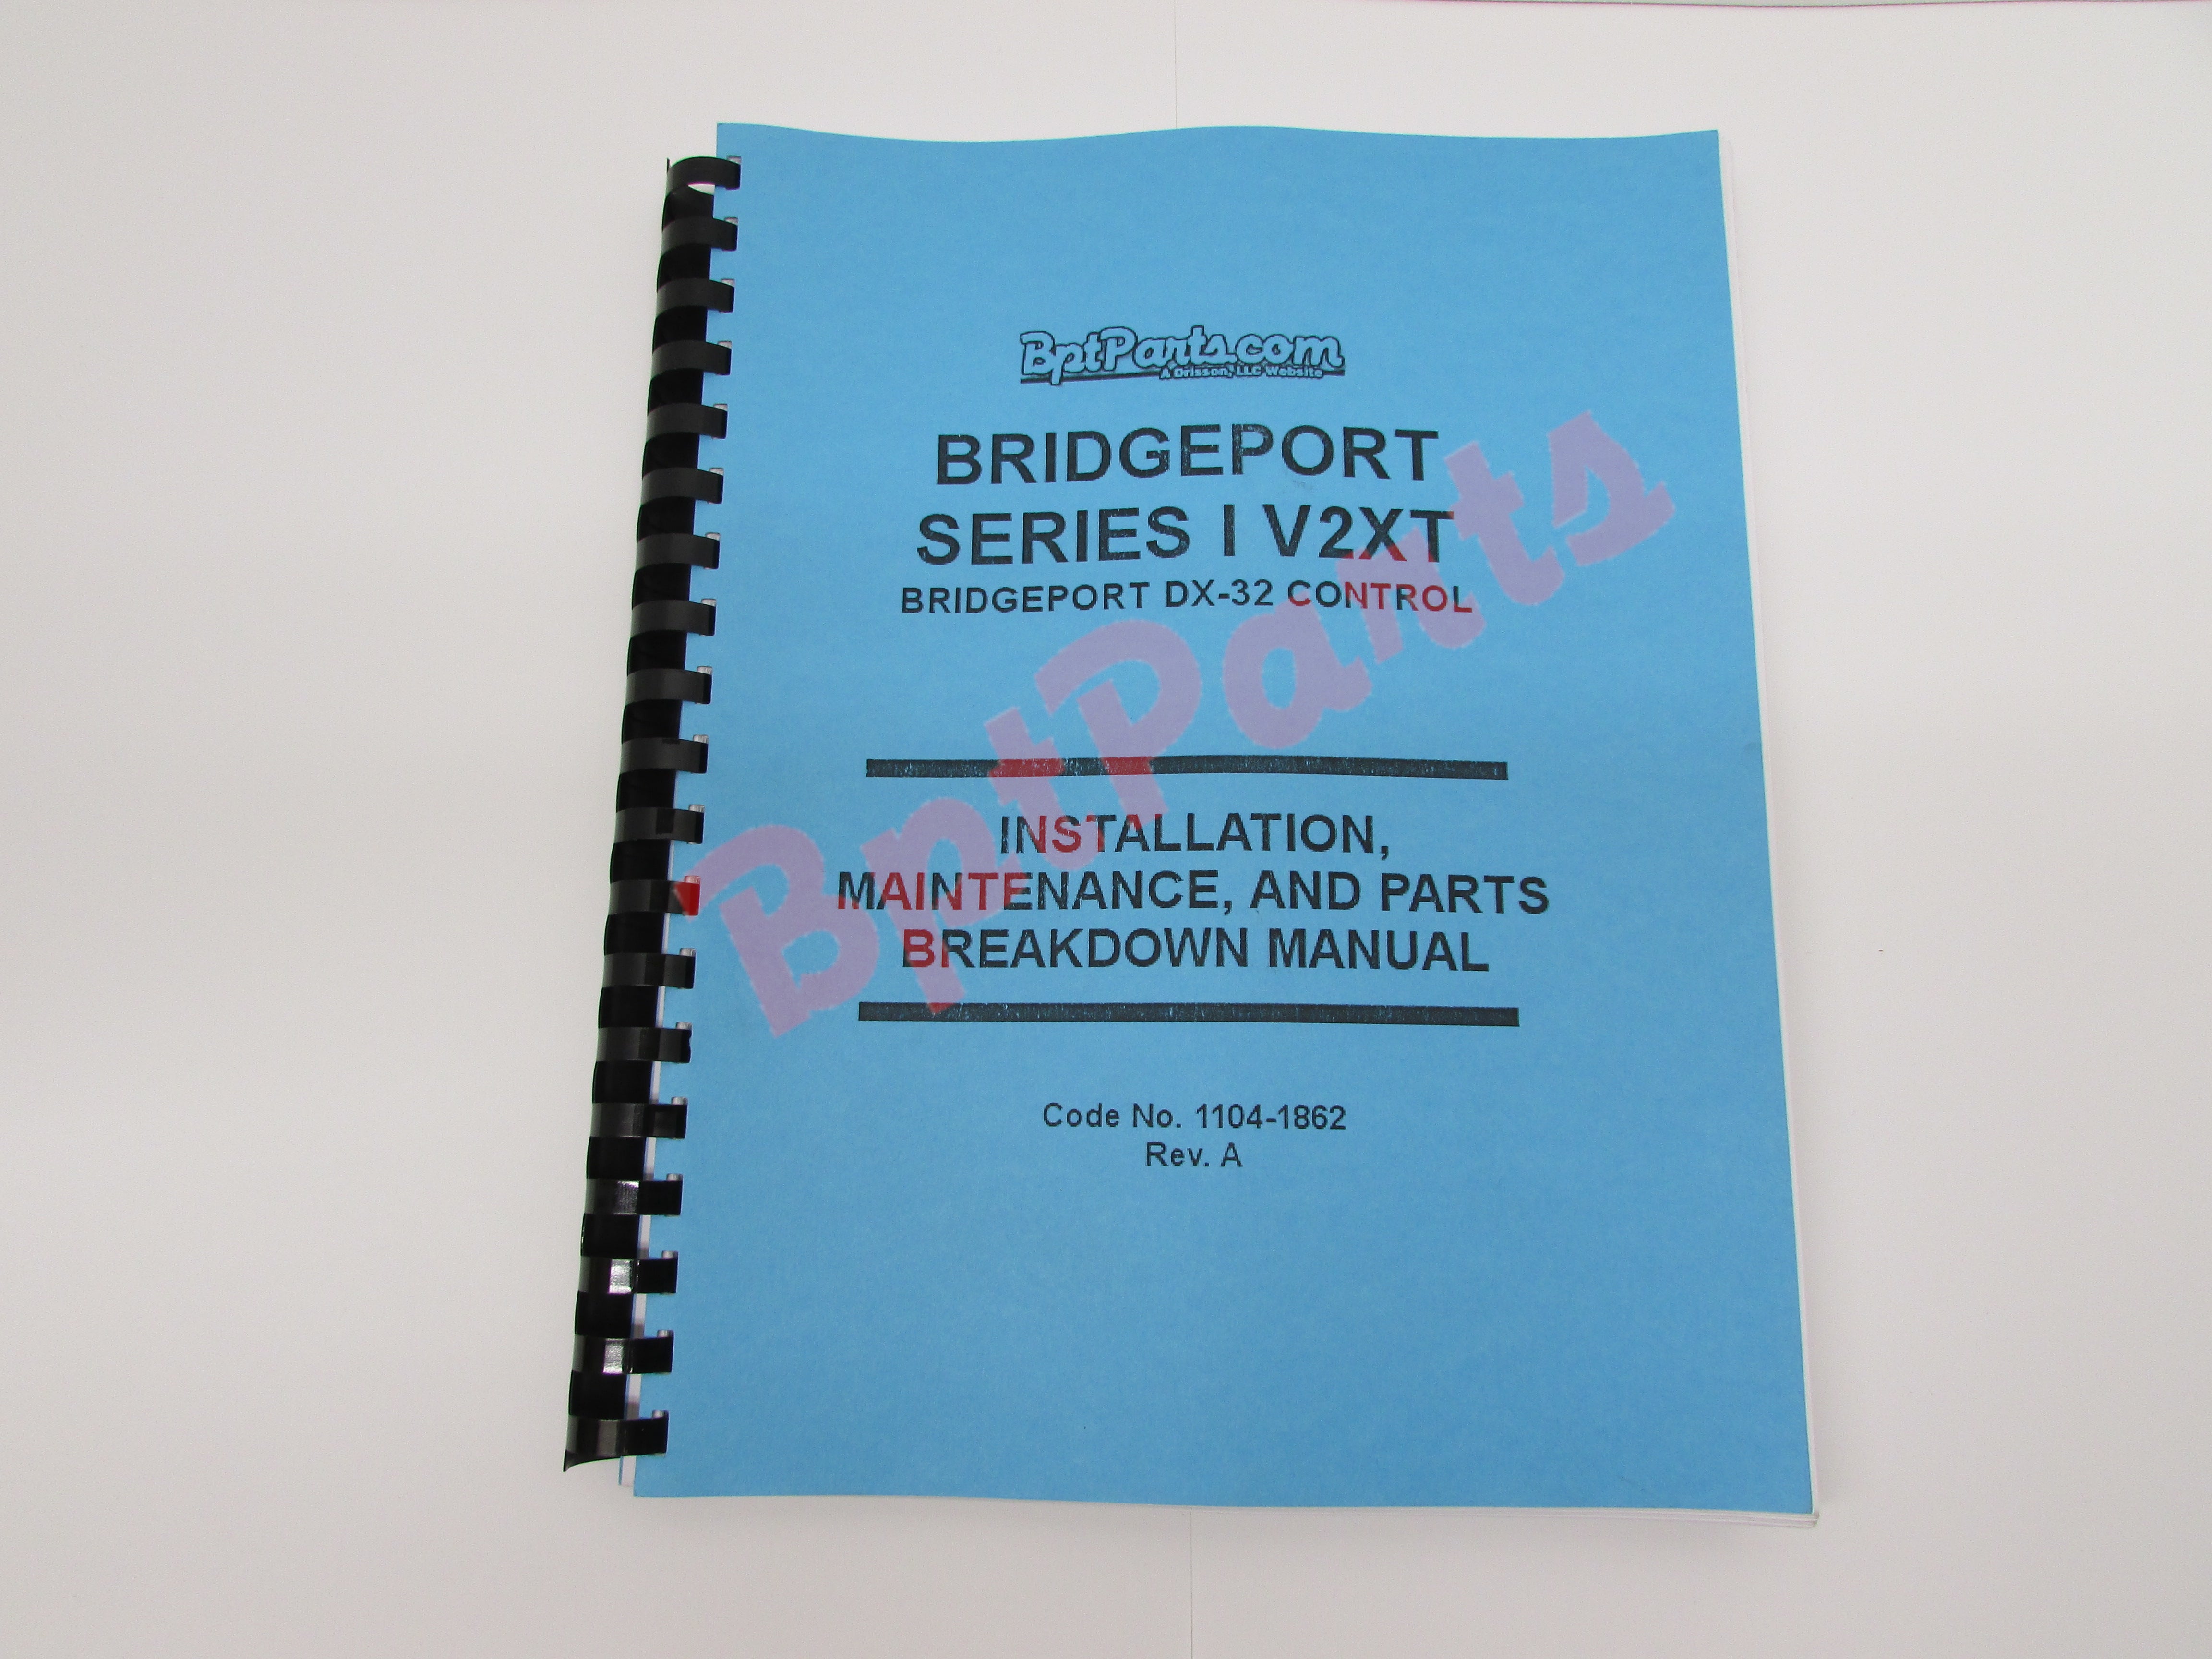 BptParts.com
A Drisson, LLC Website
BRIDGEPORT
SERIES I V2XT
BRIDGEPORT DX-32 CONTROL
BptParts
INSTALLATION,
MAINTENANCE, AND PARTS
BREAKDOWN MANUAL
Code No. 1104-1862
Rev. A